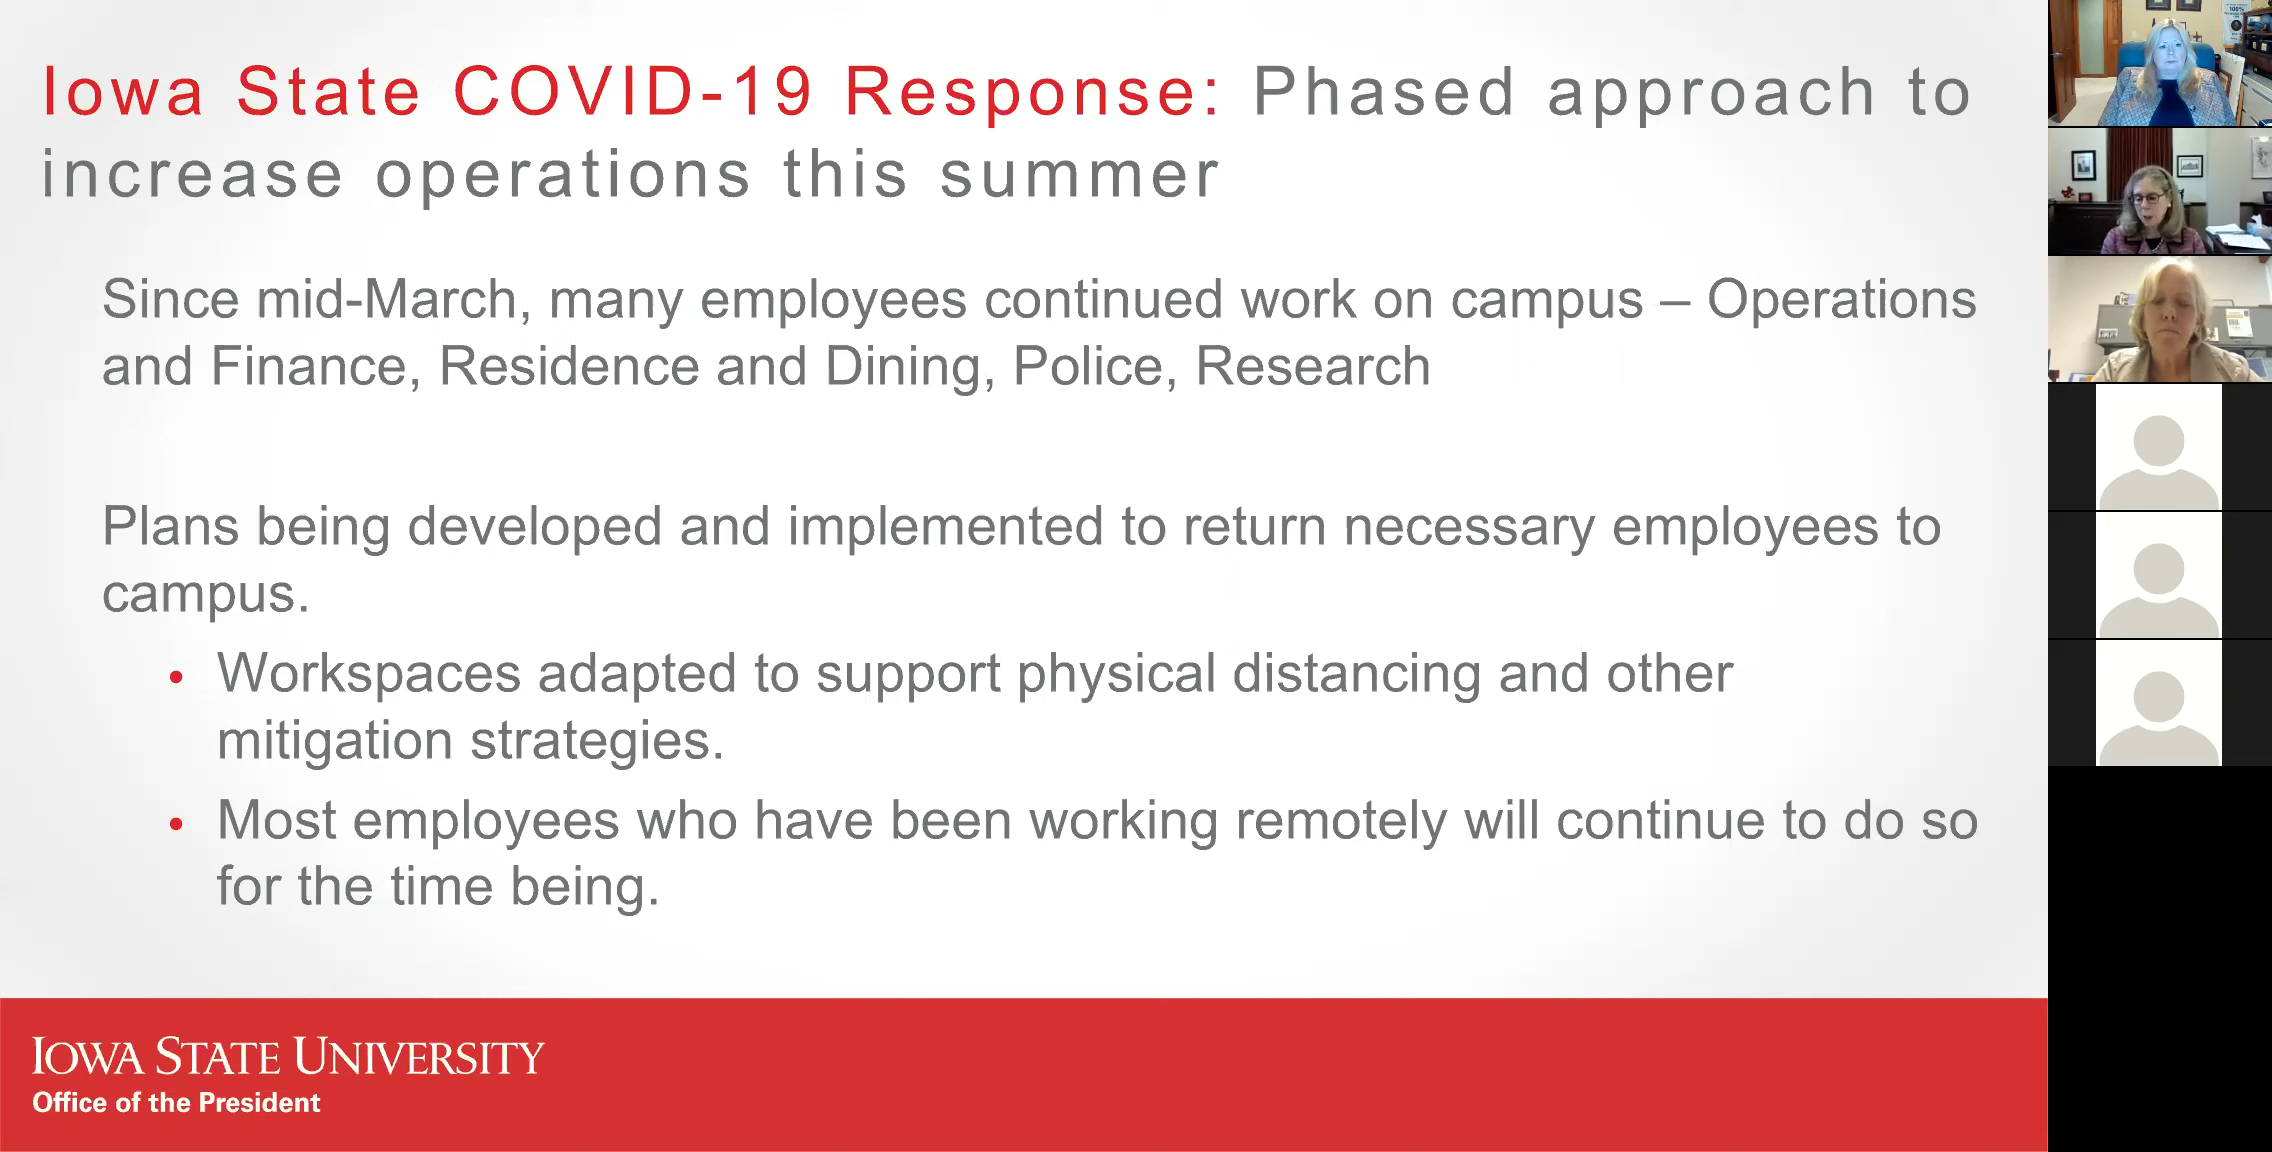 Iowa State COVID-19 Response: Phased approach to
increase operations this summer
Since mid-March, many employees continued work on campus – Operations
and Finance, Residence and Dining, Police, Research
Plans being developed and implemented to return necessary employees to
campus.
• Workspaces adapted to support physical distancing and other
mitigation strategies.
• Most employees who have been working remotely will continue to do so
for the time being.
IOWA STATE UNIVERSITY
Office of the President
100%